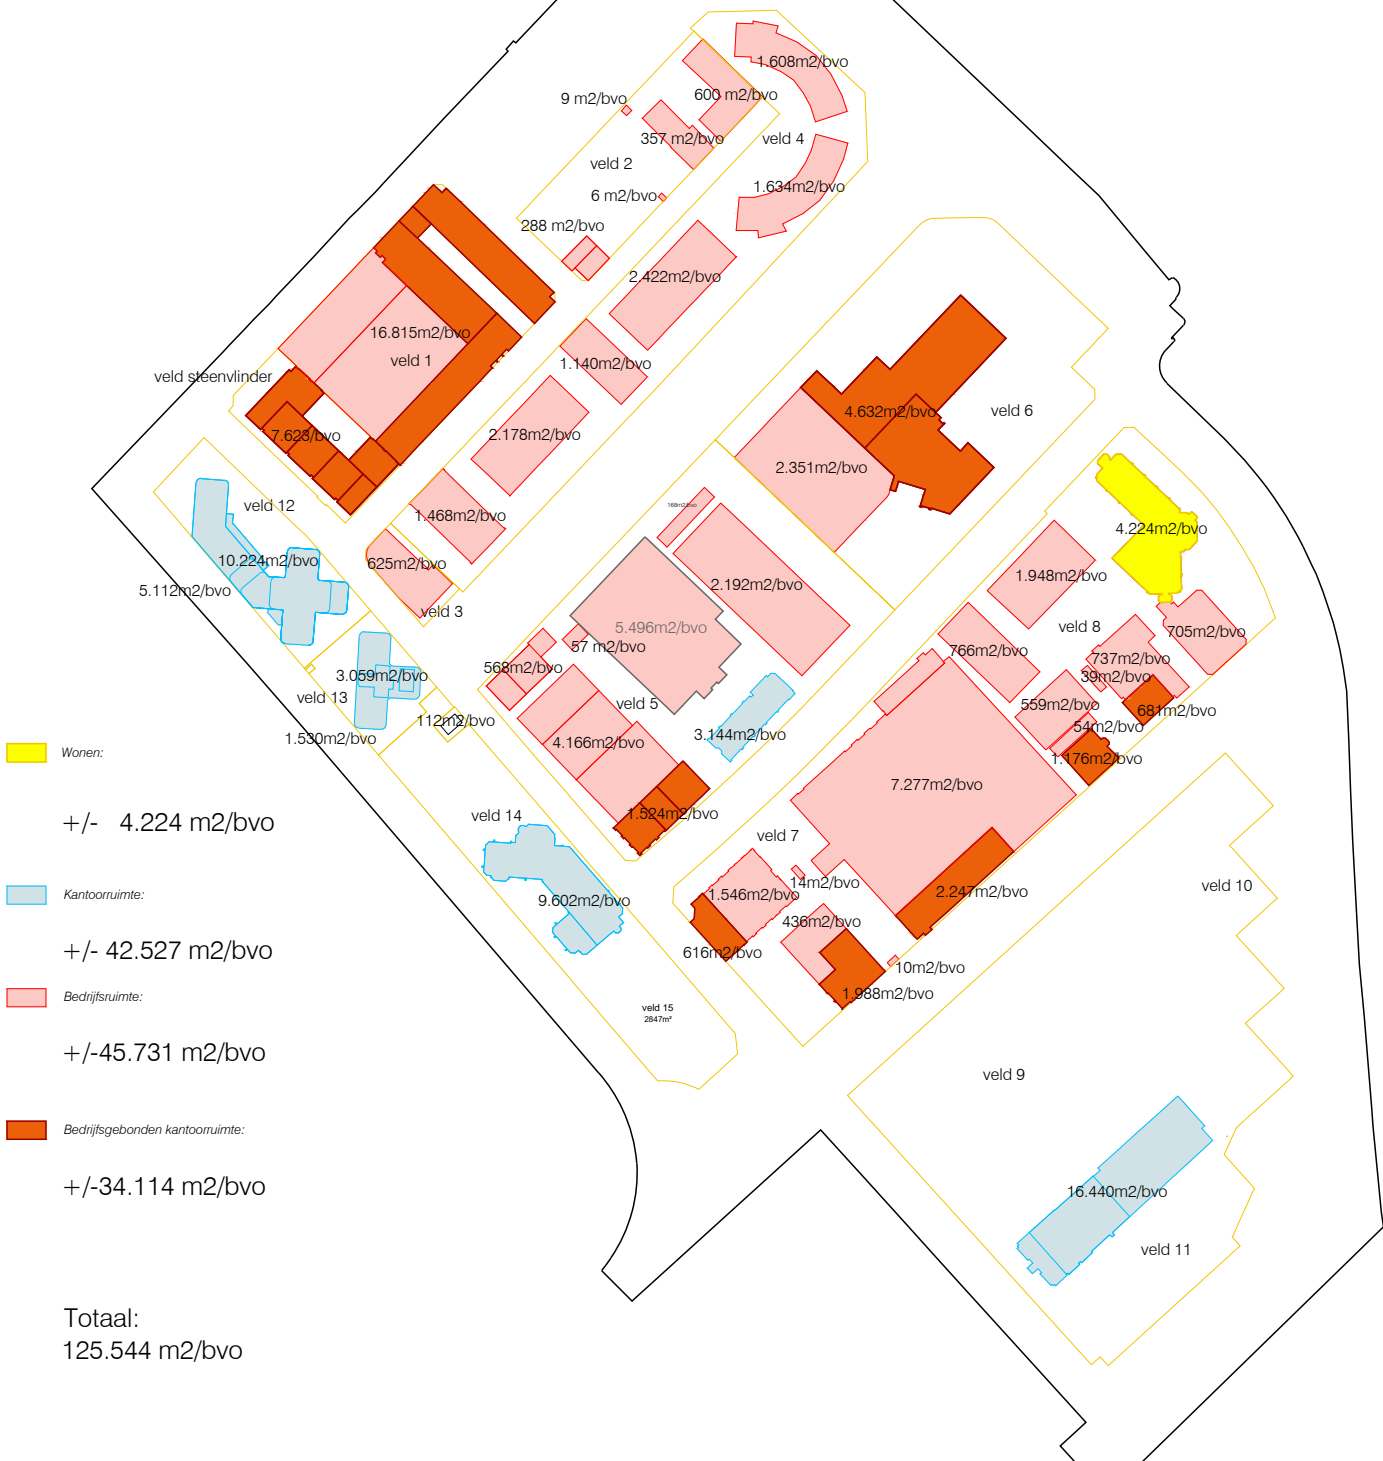 1.608m2/bvo
600 m2/bvo
9 m2/bvo
357 m2/bvo
veld 4
veld 2
1.634m2/bvo
6 m2/bvo
288 m2/bvo
2.422m2/bvo
16.815m2/bvo
veld 1
1.140m2/bvo
veld steenvlinder
4.632m2/bvo
veld 6
7.623/bvo
2.178m2/bvo
2.351m2/bvo
veld 12
168m2/bvo
1.468m2/bvo
4.224m2/bvo
10.224m2/bvo
625m2/bvo
1.948m2/bvo
5.112m2/bvo
2.192m2/bvo
veld 3
5.496m2/bvo
veld 8
705m2/bvo
57 m2/bvo
766m2/bvo
737m2/bvo
568m2/bvo
3.059m2/bvo
39m2/bvo
veld 13
veld 5
559m2/bvo
681m2/bvo
112m2/bvo
54m2/bvo
1.530m2/bvo
3.144m2/bvo
4.166m2/bvo
1.176m2/bvo
Wonen:
7.277m2/bvo
+/- 4.224 m2/bvo
veld 14
1.524m2/bvo
veld 7
14m2/bvo
veld 10
Kantoorruimte:
9.602m2/bvo
1.546m2/bvo
2.247m2/bvo
436m2/bvo
+/- 42.527 m2/bvo
616m2/bvo
10m2/bvo
Bedrijfsruimte:
1.988m2/bvo
veld 15
2847m²
+/-45.731 m2/bvo
veld 9
Bedrijfsgebonden kantoorruimte:
+/-34.114 m2/bvo
16.440m2/bvo
veld 11
Totaal:
125.544 m2/bvo